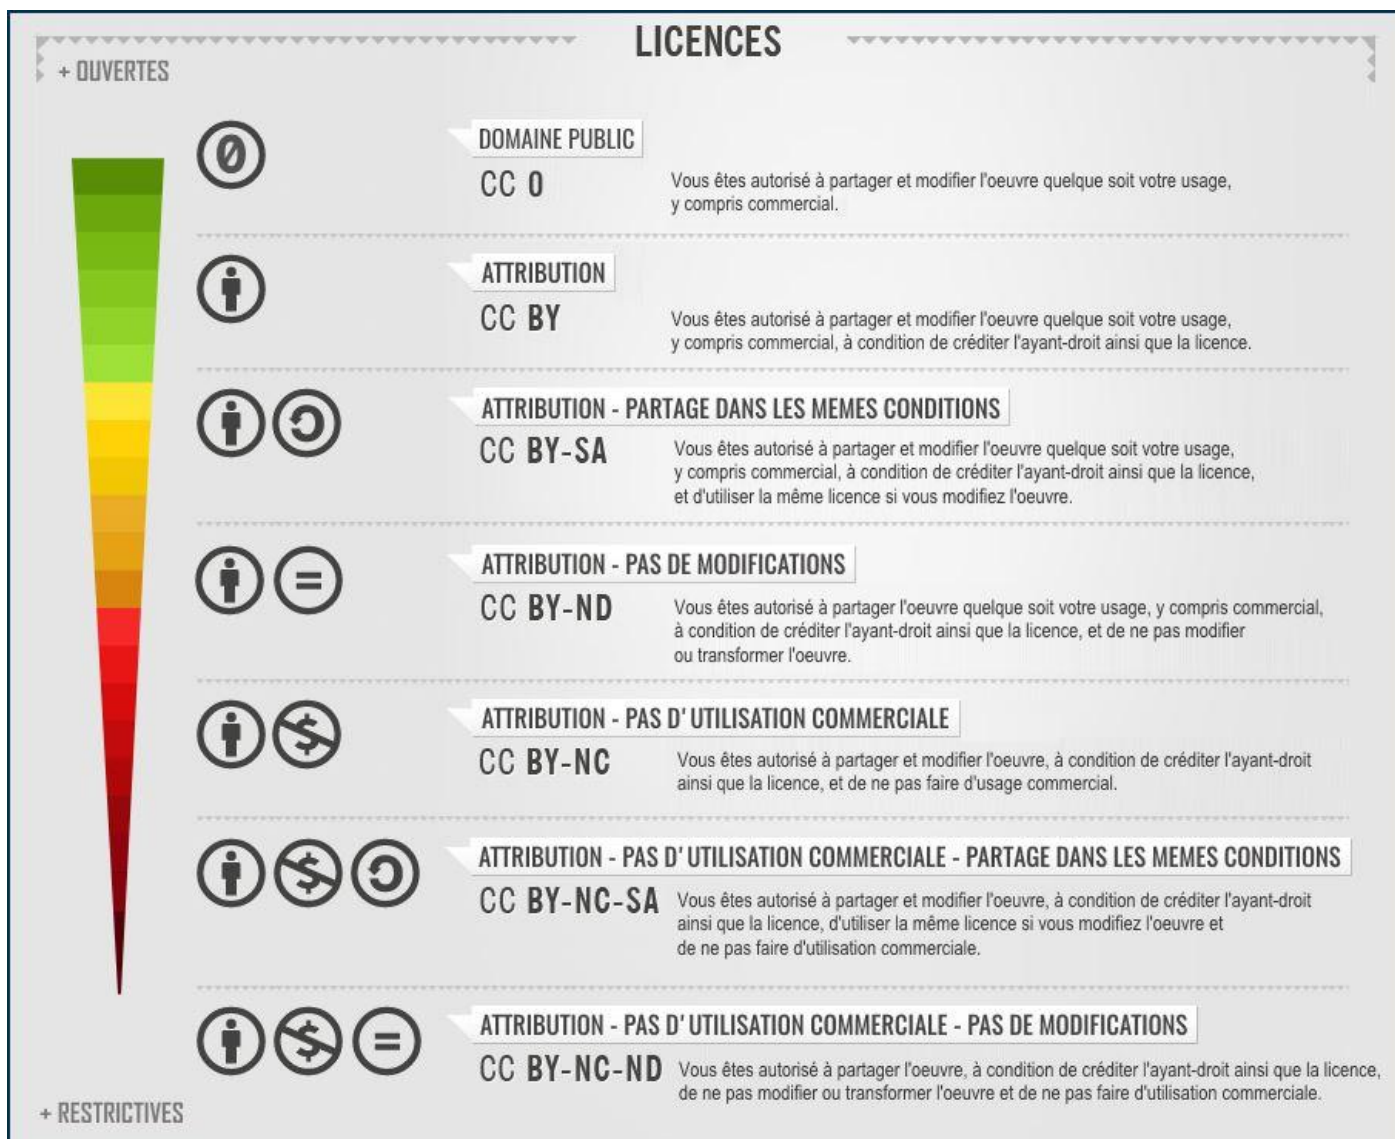 LICENCES
+ OUVERTES
DOMAINE PUBLIC
CC 0
Vous êtes autorisé à partager et modifier l'oeuvre quelque soit votre usage,
y compris commercial.
ATTRIBUTION
CC BY
Vous êtes autorisé à partager et modifier l'oeuvre quelque soit votre usage,
y compris commercial, à condition de créditer l'ayant-droit ainsi que la licence.
ATTRIBUTION - PARTAGE DANS LES MEMES CONDITIONS
CC BY-SA
Vous êtes autorisé à partager et modifier l'oeuvre quelque soit votre usage,
y compris commercial, à condition de créditer l'ayant-droit ainsi que la licence,
et d'utiliser la même licence si vous modifiez l'oeuvre.
ATTRIBUTION - PAS DE MODIFICATIONS
CC BY-ND
Vous êtes autorisé à partager l'oeuvre quelque soit votre usage, y compris commercial,
à condition de créditer l'ayant-droit ainsi que la licence, et de ne pas modifier
ou transformer l'oeuvre.
ATTRIBUTION - PAS D'UTILISATION COMMERCIALE
CC BY-NC
Vous êtes autorisé à partager et modifier l'oeuvre, à condition de créditer l'ayant-droit
ainsi que la licence, et de ne pas faire d'usage commercial.
ATTRIBUTION - PAS D'UTILISATION COMMERCIALE - PARTAGE DANS LES MEMES CONDITIONS
CC BY-NC-SA
Vous êtes autorisé à partager et modifier l'oeuvre, à condition de créditer l'ayant-droit
ainsi que la licence, d'utiliser la même licence si vous modifiez l'oeuvre et
de ne pas faire d'utilisation commerciale.
ATTRIBUTION - PAS D'UTILISATION COMMERCIALE - PAS DE MODIFICATIONS
CC BY-NC-ND
Vous êtes autorisé à partager l'oeuvre, à condition de créditer l'ayant-droit ainsi que la licence,
de ne pas modifier ou transformer l'oeuvre et de ne pas faire d'utilisation commerciale.
+ RESTRICTIVES